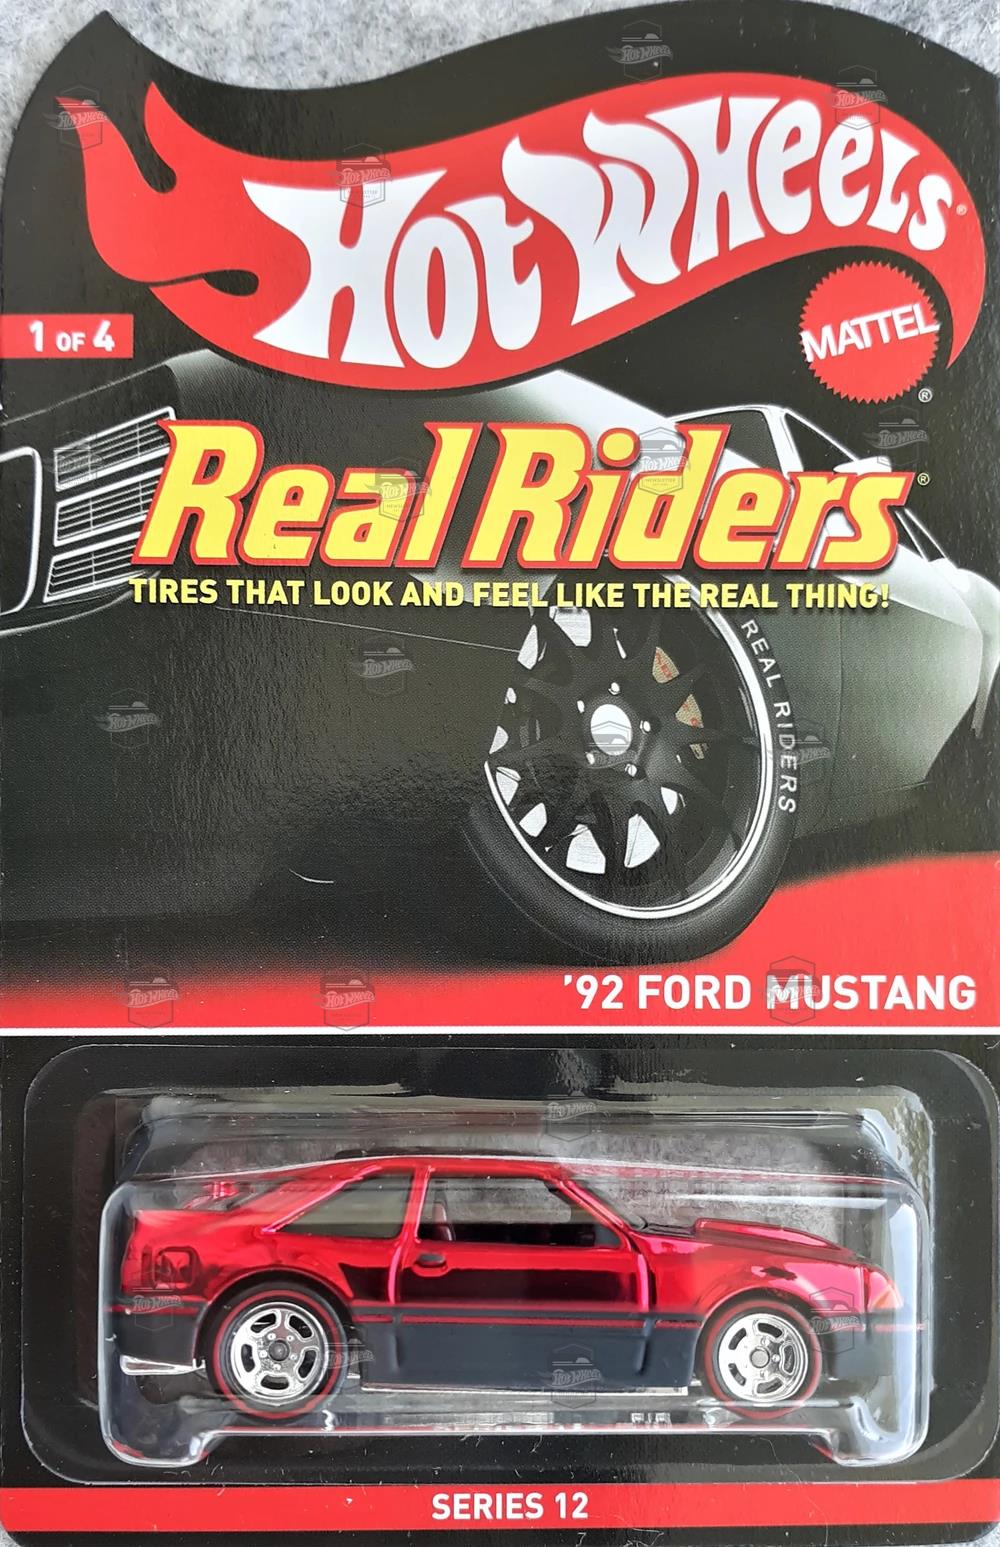 HOT WHEELS®
1 OF 4
MATTEL®
Real Riders®
TIRES THAT LOOK AND FEEL LIKE THE REAL THING!
REAL RIDERS
'92 FORD MUSTANG
SERIES 12